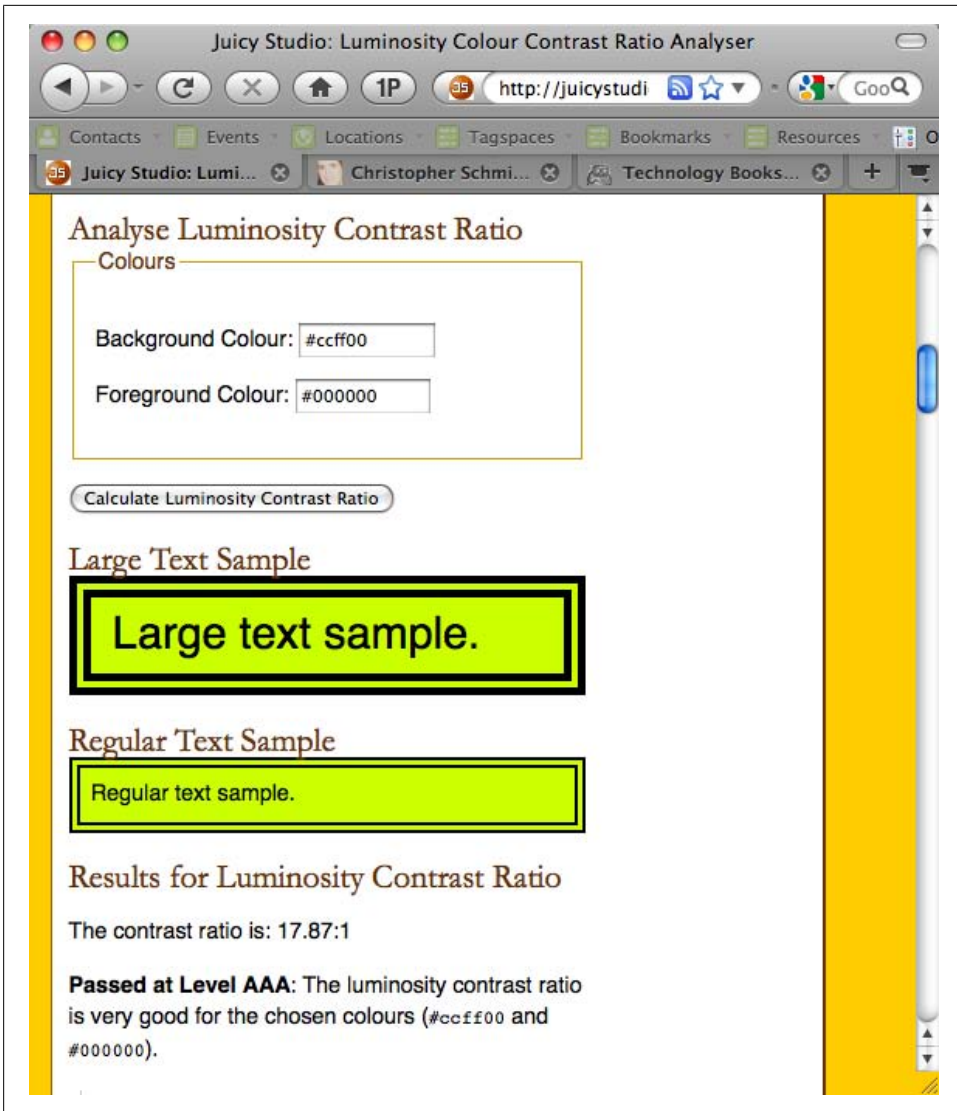 Juicy Studio: Luminosity Colour Contrast Ratio Analyser
1P http://juicystudi Goo
Contacts Events Locations Tagspaces Bookmarks Resources O
Juicy Studio: Lumi... Christopher Schmi... Technology Books... +
Analyse Luminosity Contrast Ratio
Colours
Background Colour: #ccff00
Foreground Colour: #000000
Calculate Luminosity Contrast Ratio
Large Text Sample
Large text sample.
Regular Text Sample
Regular text sample.
Results for Luminosity Contrast Ratio
The contrast ratio is: 17.87:1
Passed at Level AAA: The luminosity contrast ratio
is very good for the chosen colours (#ccff00 and
#000000).